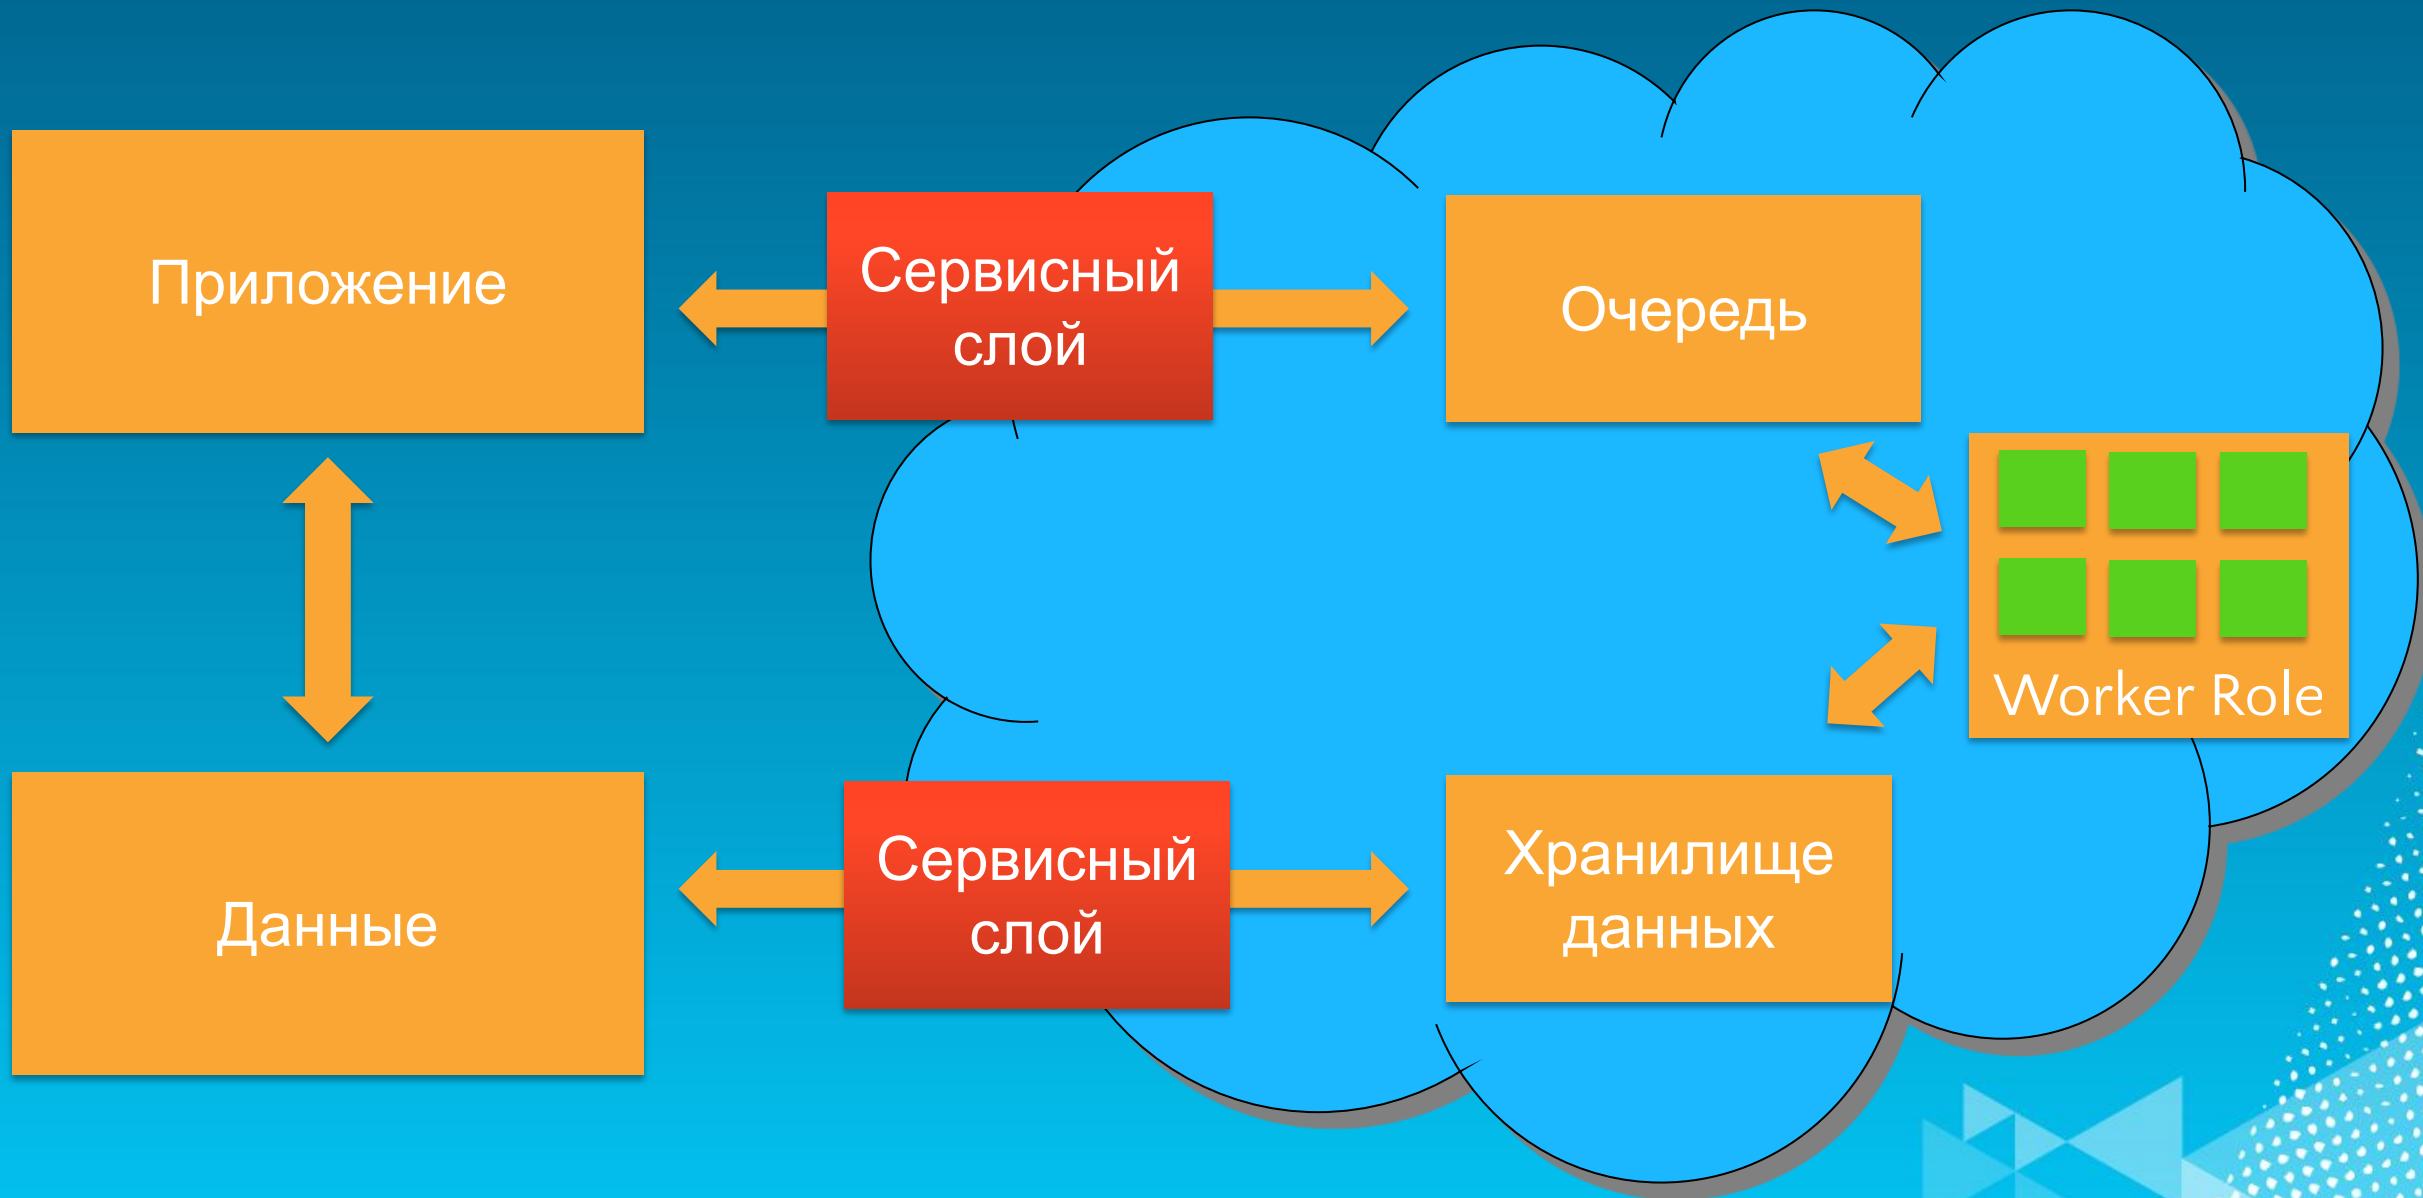 Приложение
Сервисный
слой
Очередь
Worker Role
Данные
Сервисный
слой
Хранилище
данных